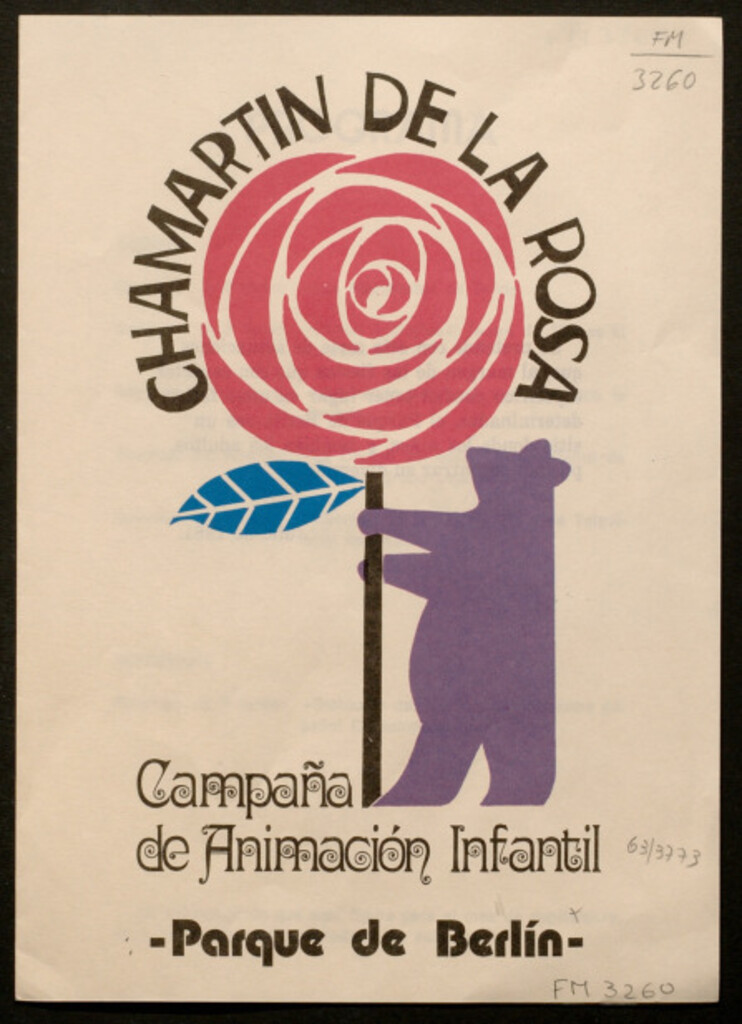 FM
3260
CHAMARTIN DE LA ROSA
Campaña
de Animación Infantil
63/3773
-Parque de Berlín-
FM 3260